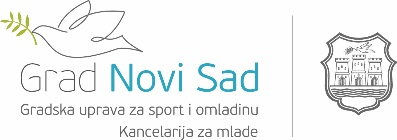 Grad Novi Sad
Gradska uprava za sport i omladinu
Kancelarija za mlade